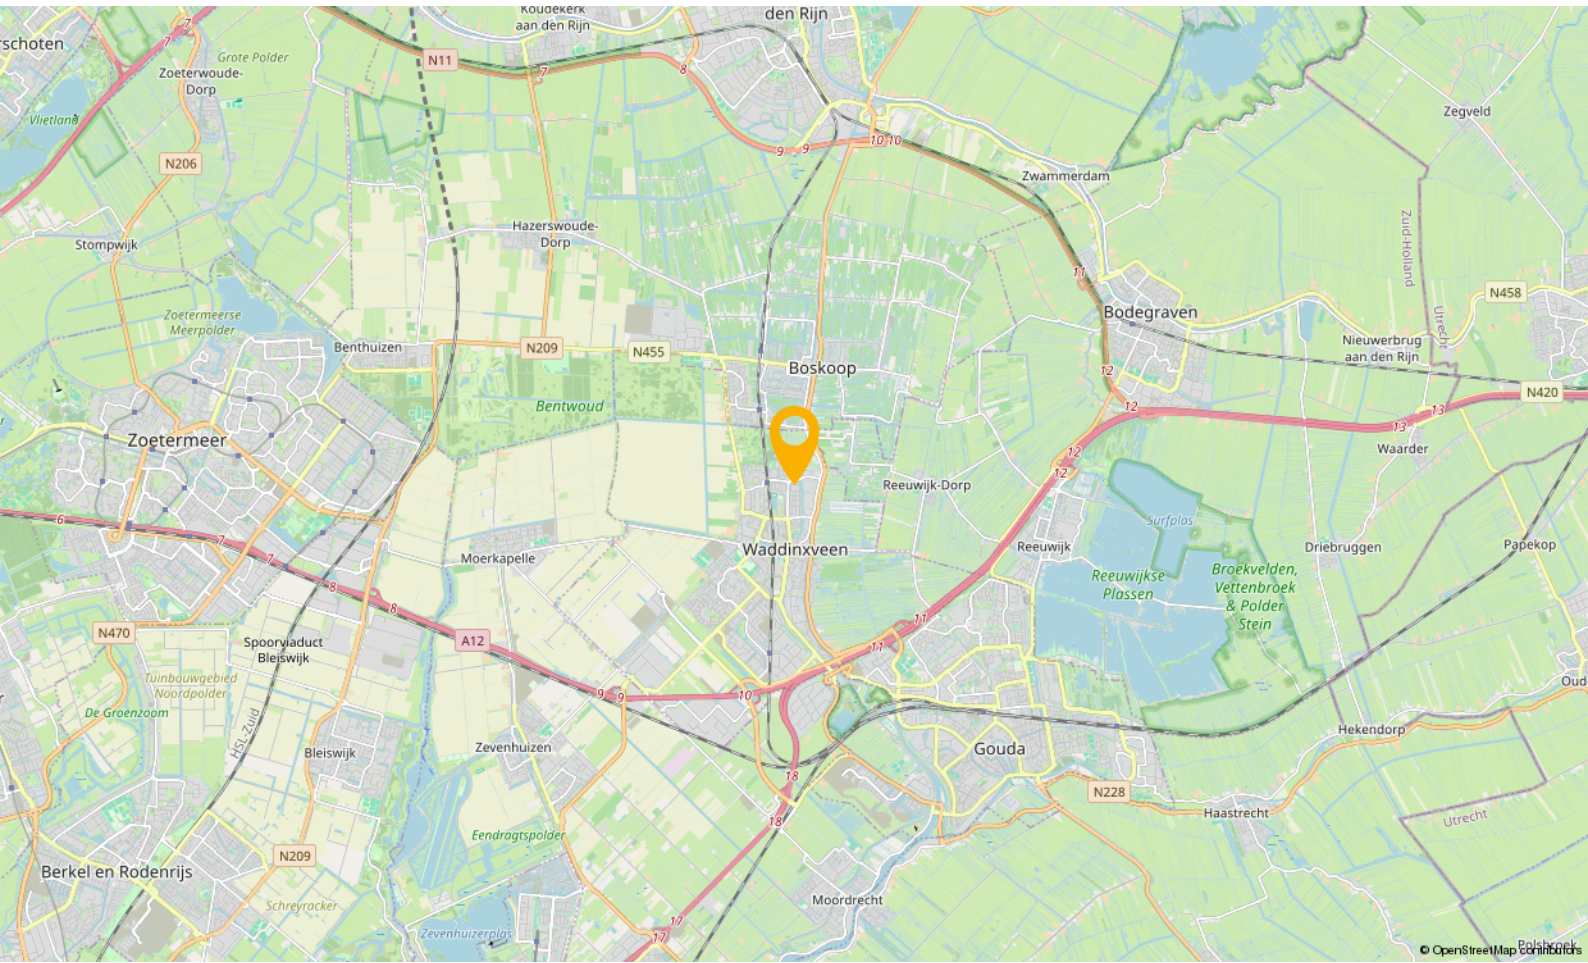 Koudekerk
aan den Rijn
den Rijn
rschoten
7
7
Grote Polder
N11
Zoeterwoude-
Dorp
7
8
Vlietland
Zegveld
N206
9
9
10
10
Zwammerdam
Hazerswoude-
Dorp
Stompwijk
Zuid-Holland
11
N458
Zoetermeerse
Meerpolder
Bodegraven
Utrecht
Nieuwerbrug
aan den Rijn
Benthuizen
N209
N455
Boskoop
12
N420
Bentwoud
12
13
13
Zoetermeer
Waarder
12
12
Reeuwijk-Dorp
6
Surfplas
7
7
Moerkapelle
Waddinxveen
Reeuwijk
Driebruggen
Papekop
Reeuwijkse
Plassen
Broekvelden,
Vettenbroek
& Polder
Stein
8
8
N470
11
11
A12
Spoorviaduct
Bleiswijk
Tuinbouwgebied
Noordpolder
9
9
10
Oud
De Groenzoom
HSL-Zuid
Hekendorp
Bleiswijk
Zevenhuizen
Gouda
18
N228
Haastrecht
18
Utrecht
Eendragtspolder
N209
Berkel en Rodenrijs
Schreyracker
Moordrecht
17
17
Zevenhuizerplas
Polsbroek
© OpenStreetMap contributors